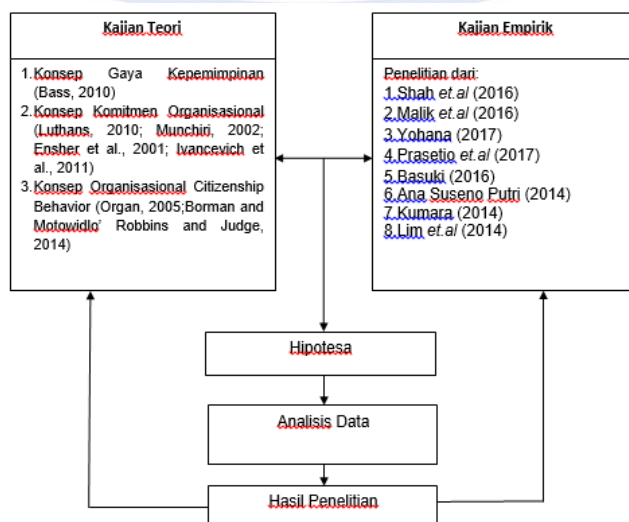 Kajian Teori
1.Konsep Gaya Kepemimpinan
(Bass, 2010)
2.Konsep Komitmen Organisasional
(Luthans, 2010; Munchiri, 2002;
Ensher et al., 2001; Ivancevich et
al., 2011)
3.Konsep Organisasional Citizenship
Behavior (Organ, 2005;Borman and
Motowidlo' Robbins and Judge,
2014)
Kajian Empirik
Penelitian dari:
1.Shah et.al (2016)
2.Malik et.al (2016)
3.Yohana (2017)
4.Prasetio et.al (2017)
5.Basuki (2016)
6.Ana Suseno Putri (2014)
7.Kumara (2014)
8.Lim et.al (2014)
Hipotesa
Analisis Data
Hasil Penelitian